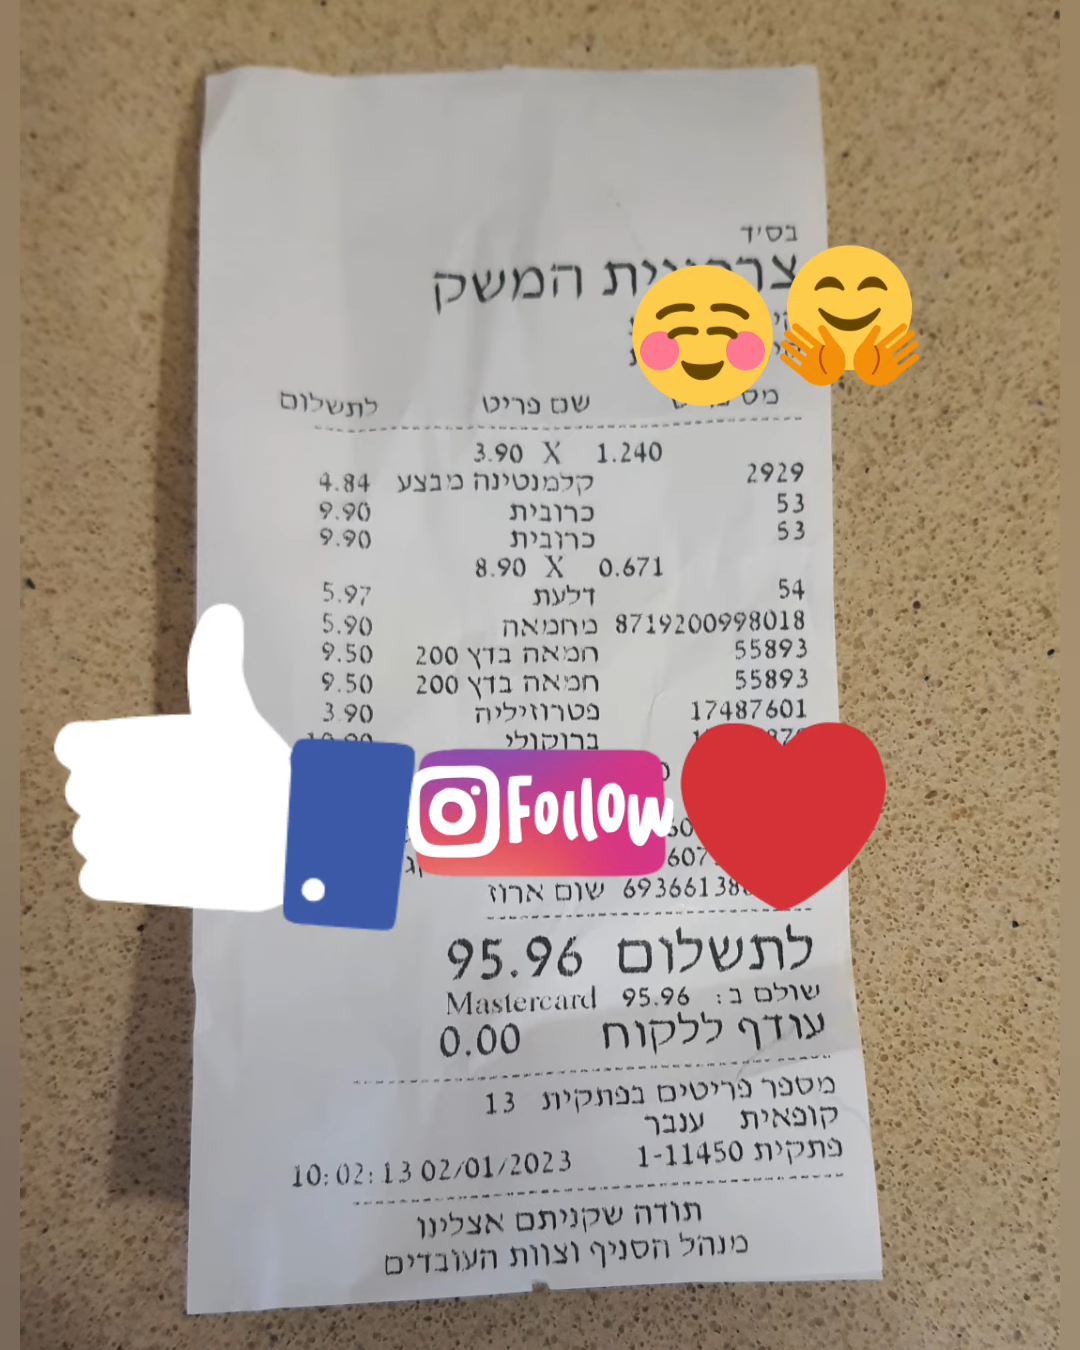 בסיד
המשק
מס שם פריט לתשלום
1.240 X 3.90
2929 קלמנטינה מבצע 4.84
53 כרובית 9.90
53 כרובית 9.90
0.671 X 8.90
54 דלעת 5.97
8719200998018 מחמאה 5.90
55893 חמאה בדץ 200 9.50
55893 חמאה בדץ 200 9.50
17487601 פטרוזיליה 3.90
ברוקולי
Follow
שום ארוז
לתשלום 95.96
שולם ב: 95.96 Mastercard
עודף ללקוח 0.00
מספר פריטים בפתקית 13
קופאית ענבר
פתקית 1-11450 02/01/2023 10:02:13
תודה שקניתם אצלינו
מנהל הסניף וצוות העובדים